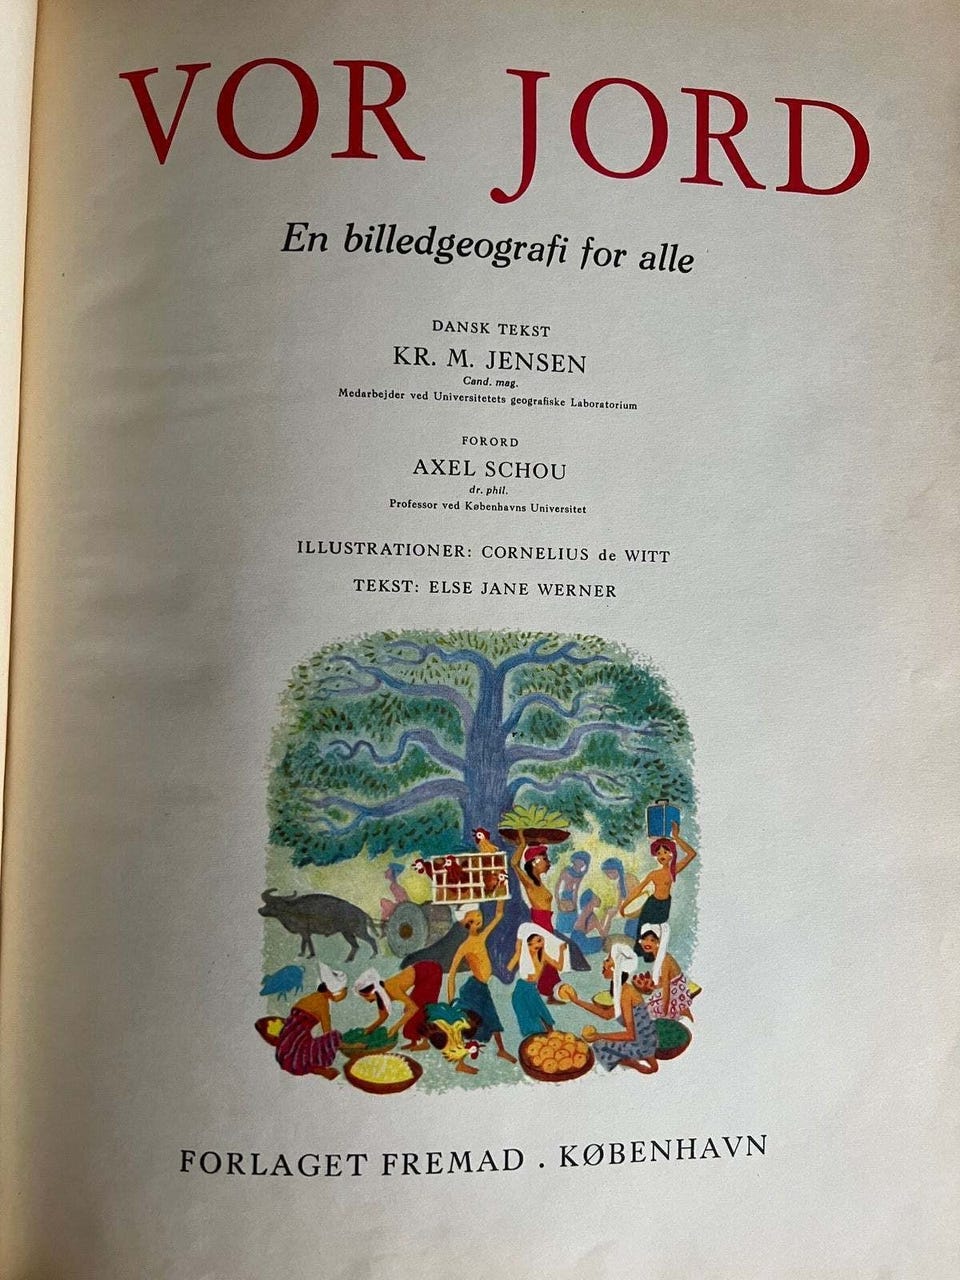 VOR JORD
En billedgeografi for alle
DANSK TEKST
KR. M. JENSEN
Cand. mag.
Medarbejder ved Universitetets geografiske Laboratorium
FORORD
AXEL SCHOU
dr. phil.
Professor ved Københavns Universitet
ILLUSTRATIONER: CORNELIUS de WITT
TEKST: ELSE JANE WERNER
FORLAGET FREMAD . KØBENHAVN